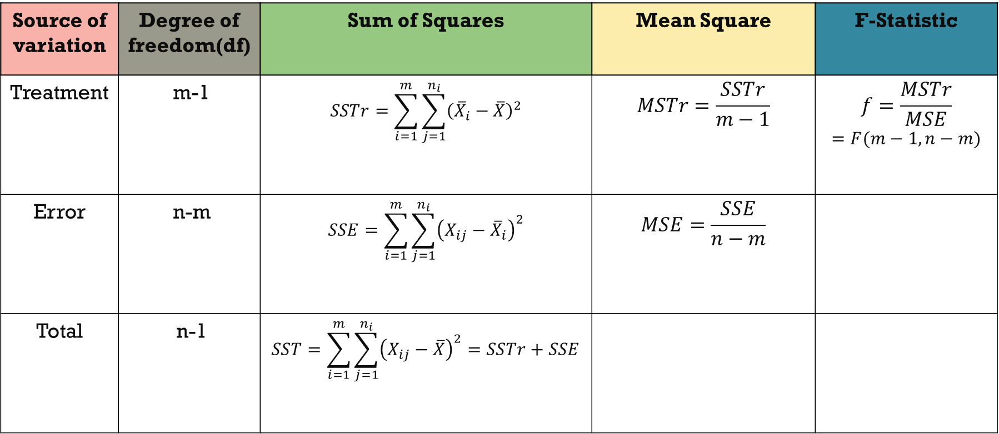 Source of variation
Degree of freedom(df)
Sum of Squares
Mean Square
F-Statistic
Treatment
m-1
$SSTr = \sum_{i=1}^{m} \sum_{j=1}^{n_i} (\bar{X}_i - \bar{X})^2$
$MSTr = \frac{SSTr}{m-1}$
$f = \frac{MSTr}{MSE}$
$= F(m-1, n-m)$
Error
n-m
$SSE = \sum_{i=1}^{m} \sum_{j=1}^{n_i} (X_{ij} - \bar{X}_i)^2$
$MSE = \frac{SSE}{n-m}$
Total
n-1
$SST = \sum_{i=1}^{m} \sum_{j=1}^{n_i} (X_{ij} - \bar{X})^2 = SSTr + SSE$